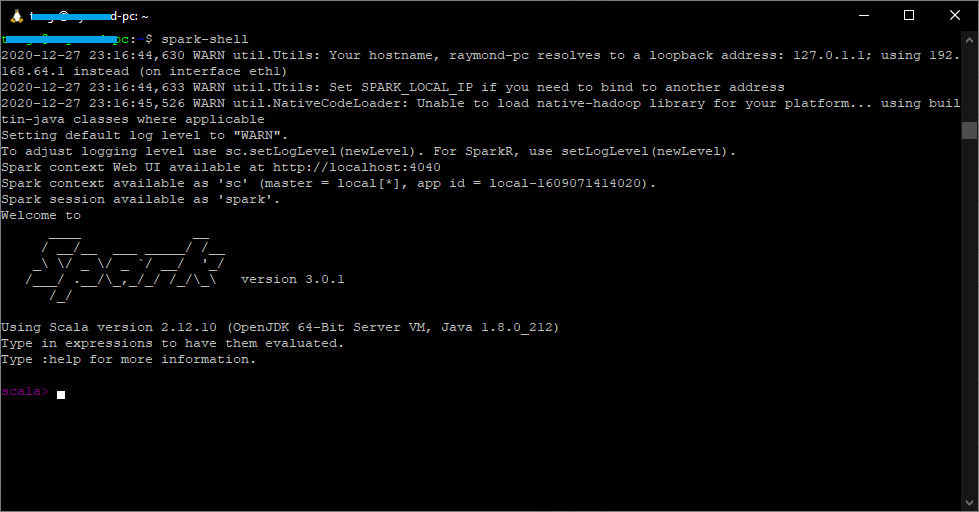 d-pc: ~
pc:~$ spark-shell
2020-12-27 23:16:44,630 WARN util.Utils: Your hostname, raymond-pc resolves to a loopback address: 127.0.1.1; using 192.
168.64.1 instead (on interface eth1)
2020-12-27 23:16:44,633 WARN util.Utils: Set SPARK_LOCAL_IP if you need to bind to another address
2020-12-27 23:16:45,526 WARN util.NativeCodeLoader: Unable to load native-hadoop library for your platform... using buil
tin-java classes where applicable
Setting default log level to "WARN".
To adjust logging level use sc.setLogLevel(newLevel). For SparkR, use setLogLevel(newLevel).
Spark context Web UI available at http://localhost:4040
Spark context available as 'sc' (master = local[*], app id = local-1609071414020).
Spark session available as 'spark'.
Welcome to
Spark version 3.0.1
Using Scala version 2.12.10 (OpenJDK 64-Bit Server VM, Java 1.8.0_212)
Type in expressions to have them evaluated.
Type :help for more information.
scala>